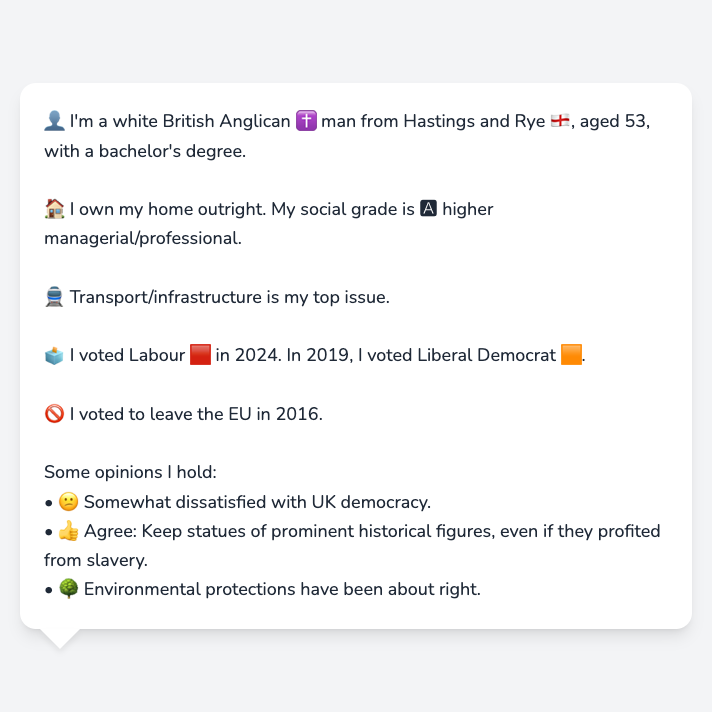 👤 I'm a white British Anglican ✝️ man from Hastings and Rye 🏴󠁧󠁢󠁥󠁮󠁧󠁿, aged 53,
with a bachelor's degree.
🏠 I own my home outright. My social grade is 🅰 higher
managerial/professional.
🚆 Transport/infrastructure is my top issue.
🗳️ I voted Labour 🟥 in 2024. In 2019, I voted Liberal Democrat 🟧.
🚫 I voted to leave the EU in 2016.
Some opinions I hold:
• 🙁 Somewhat dissatisfied with UK democracy.
• 👍 Agree: Keep statues of prominent historical figures, even if they profited
from slavery.
• 🌳 Environmental protections have been about right.